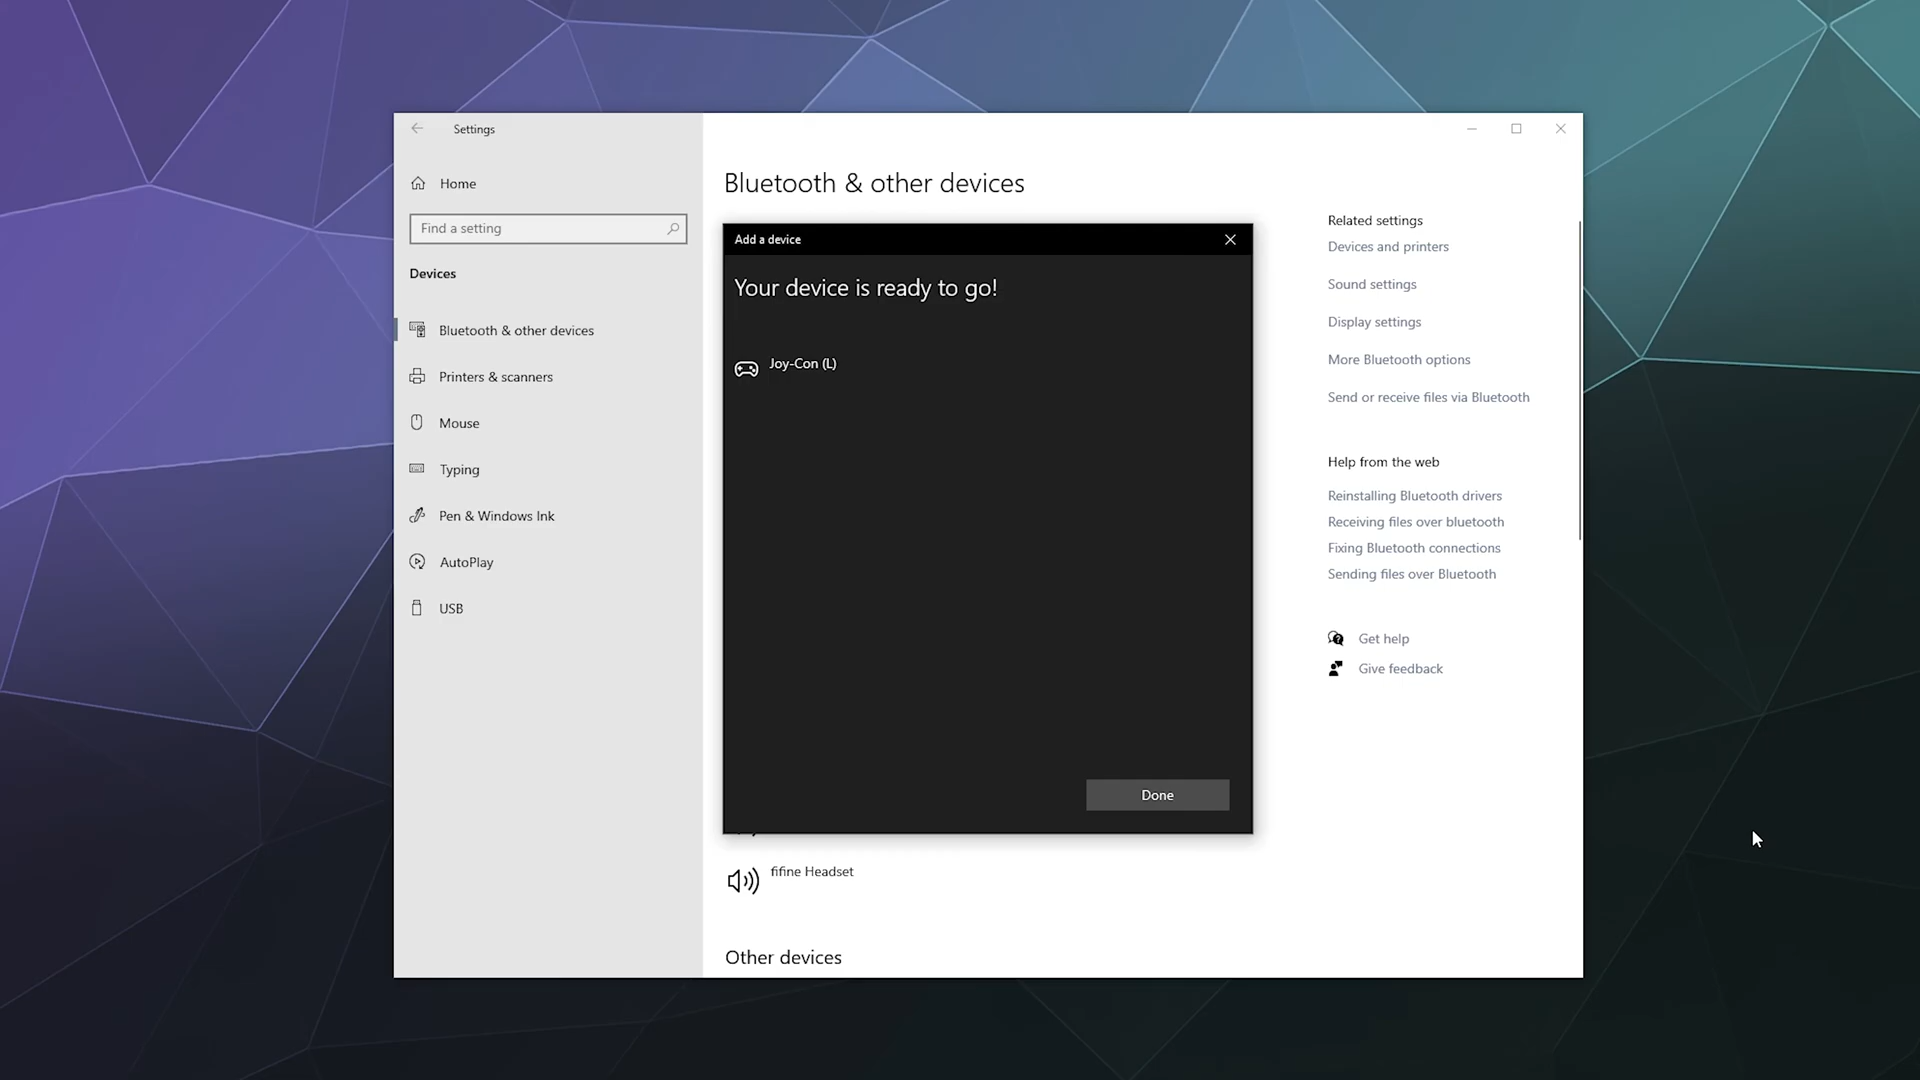 Settings
Home
Find a setting
Devices
Bluetooth & other devices
Printers & scanners
Mouse
Typing
Pen & Windows Ink
AutoPlay
USB
Bluetooth & other devices
Add a device
Your device is ready to go!
Joy-Con (L)
Done
fifine Headset
Other devices
Related settings
Devices and printers
Sound settings
Display settings
More Bluetooth options
Send or receive files via Bluetooth
Help from the web
Reinstalling Bluetooth drivers
Receiving files over bluetooth
Fixing Bluetooth connections
Sending files over Bluetooth
Get help
Give feedback